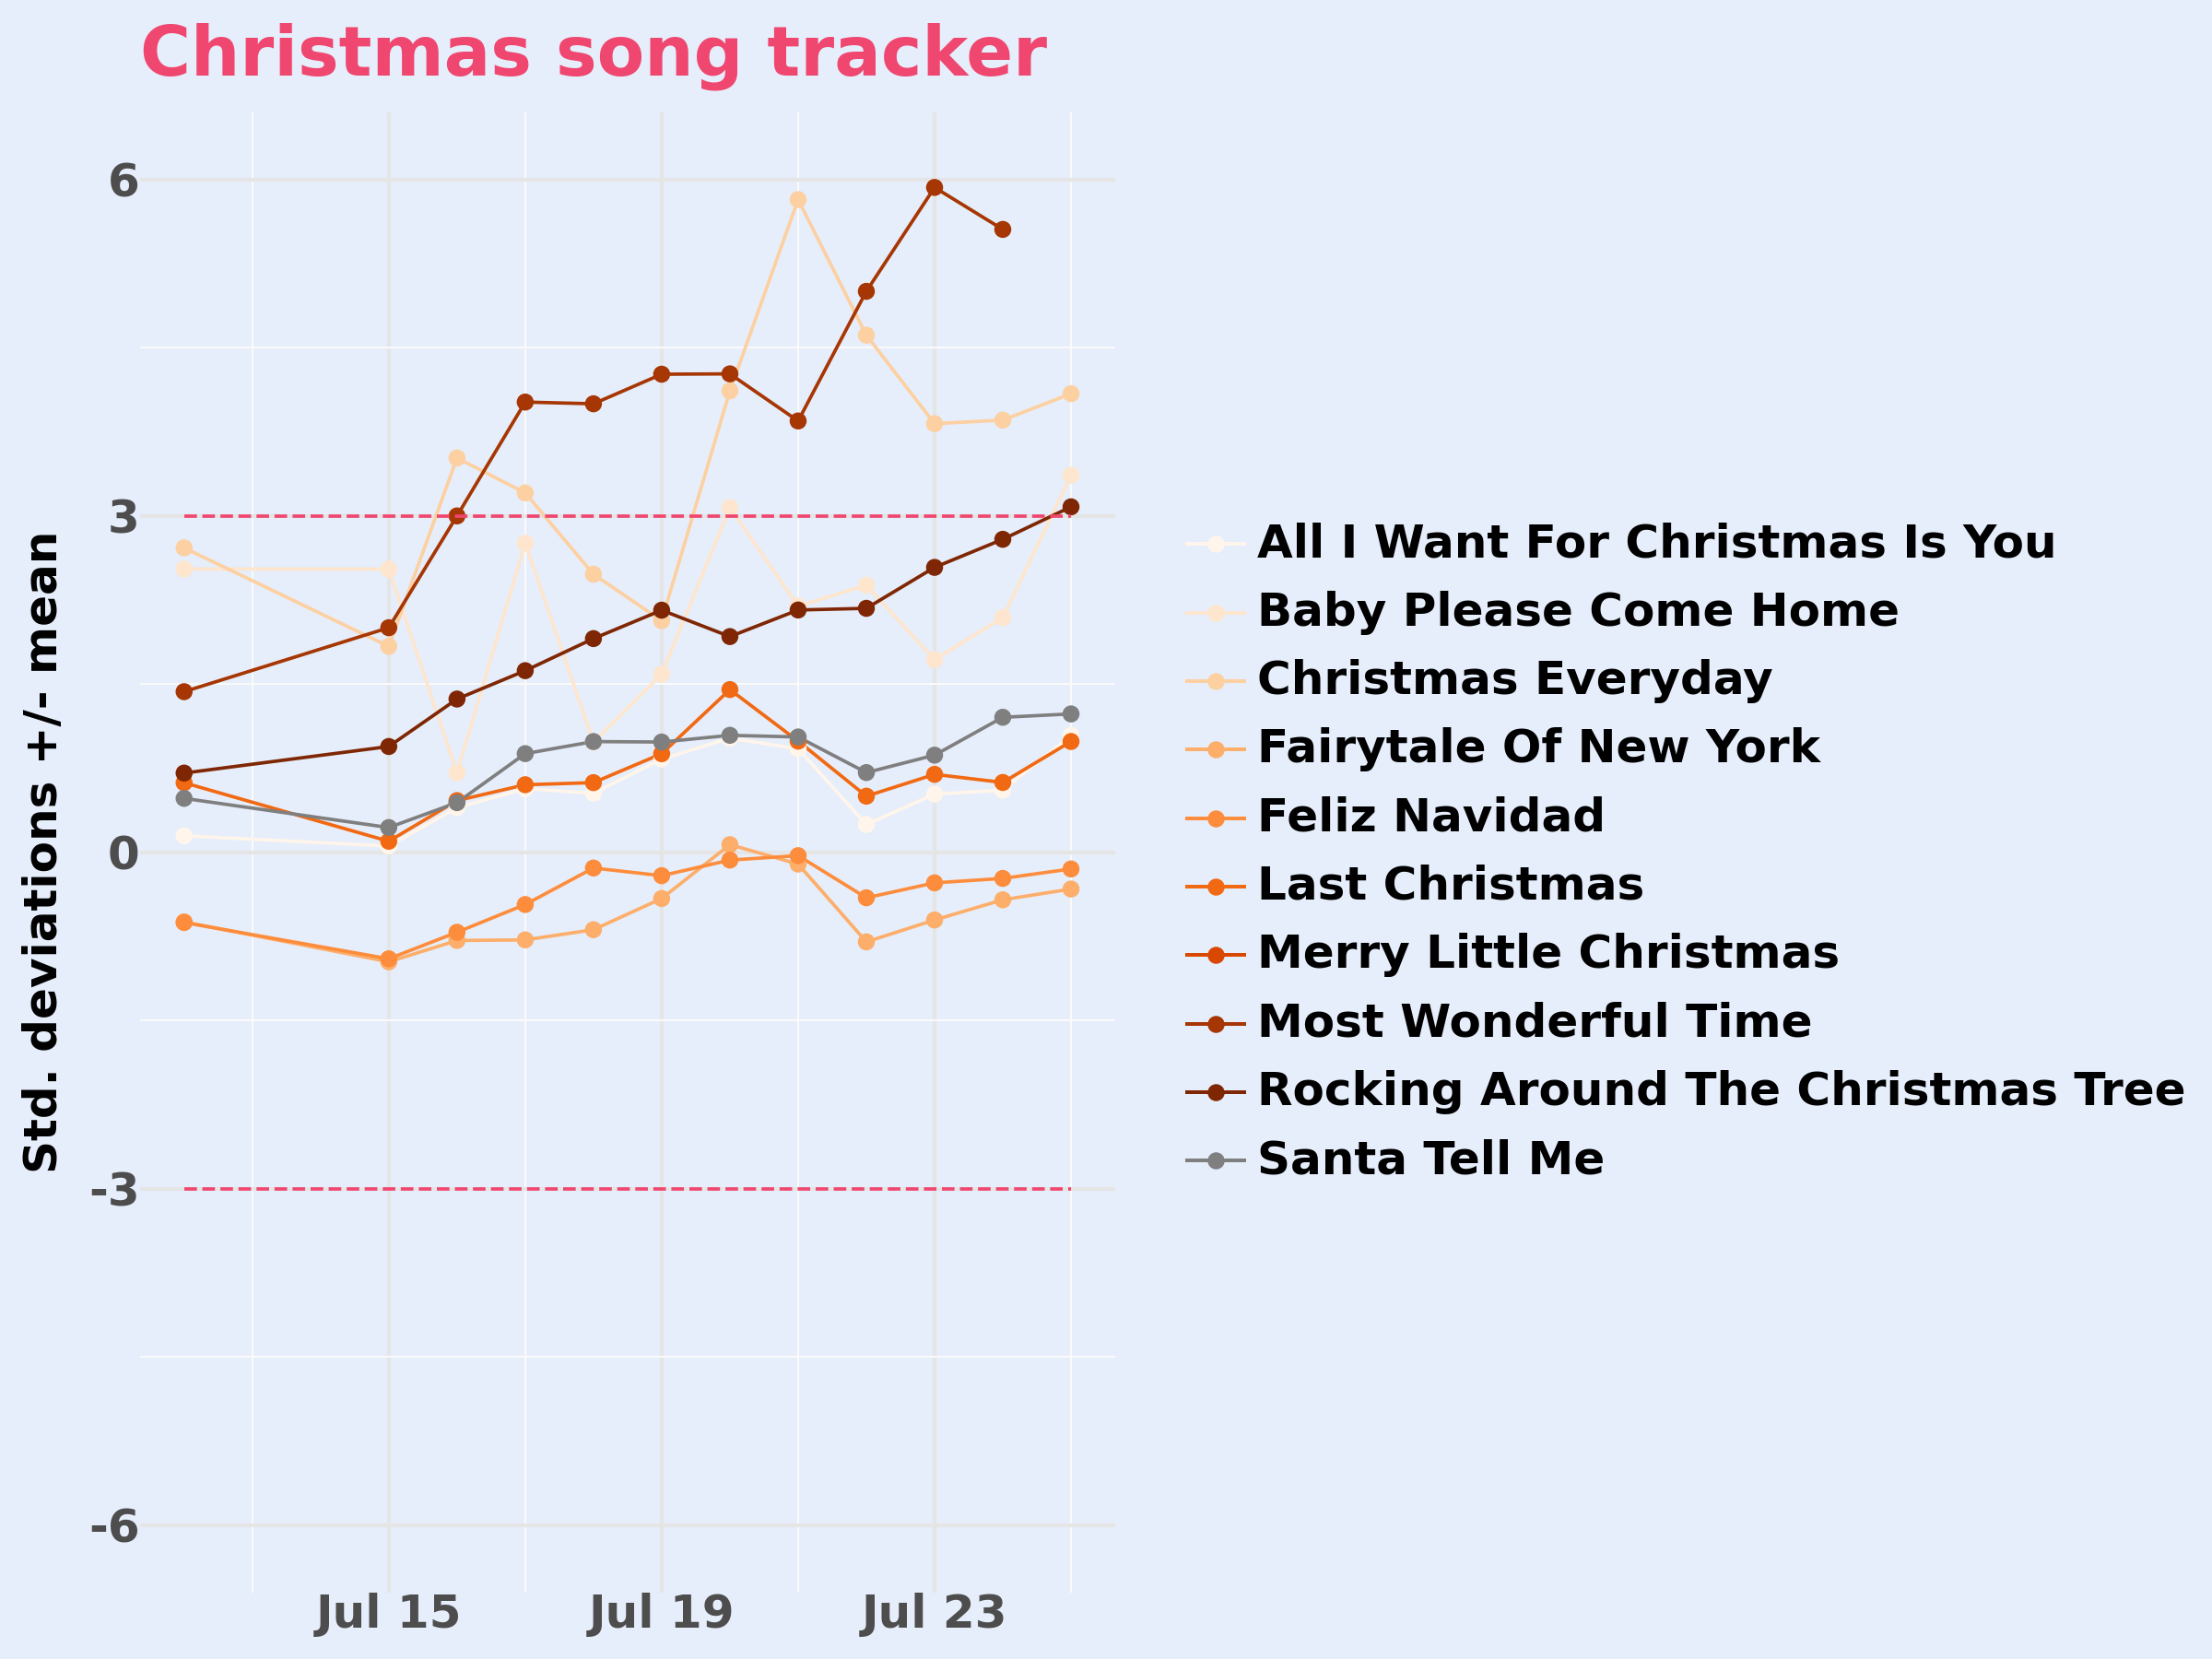 Christmas song tracker
Std. deviations +/- mean
6
3
0
-3
-6
Jul 15 Jul 19 Jul 23
All I Want For Christmas Is You
Baby Please Come Home
Christmas Everyday
Fairytale Of New York
Feliz Navidad
Last Christmas
Merry Little Christmas
Most Wonderful Time
Rocking Around The Christmas Tree
Santa Tell Me